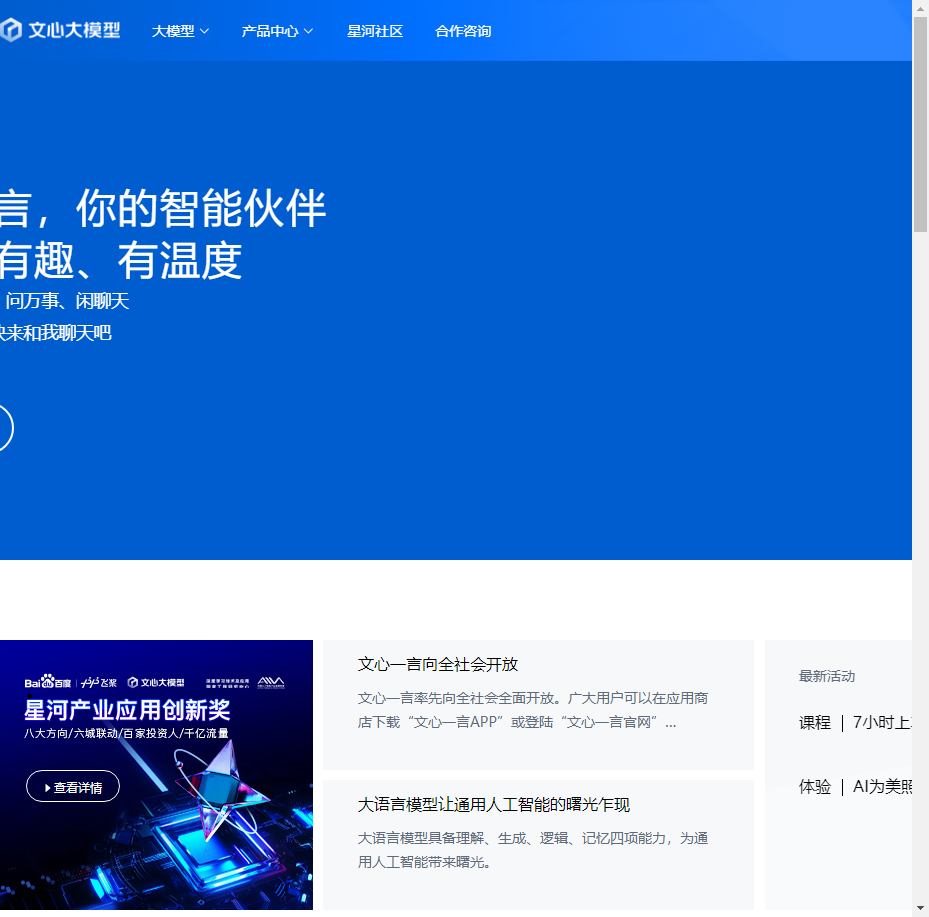 文心大模型 大模型 产品中心 星河社区 合作咨询
言，你的智能伙伴
有趣、有温度
问万事、闲聊天
快来和我聊天吧
Bai百度 飞桨 文心大模型
星河产业应用创新奖
八大方向/六城联动/百家投资人/千亿流量
查看详情
文心一言向全社会开放
文心一言率先向全社会全面开放。广大用户可以在应用商
店下载“文心一言APP”或登陆“文心一言官网”...
大语言模型让通用人工智能的曙光乍现
大语言模型具备理解、生成、逻辑、记忆四项能力，为通
用人工智能带来曙光。
最新活动
课程 | 7小时上
体验 | AI为美照